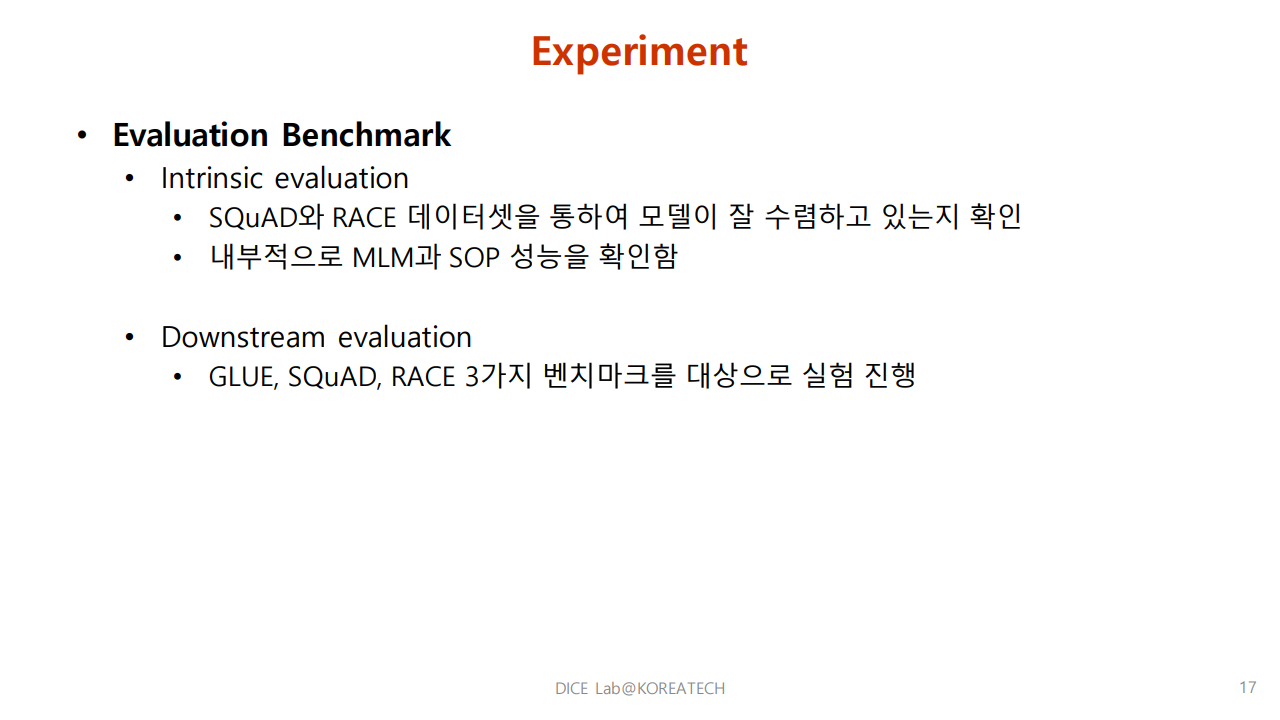 Experiment
• Evaluation Benchmark
• Intrinsic evaluation
• SQuAD와 RACE 데이터셋을 통하여 모델이 잘 수렴하고 있는지 확인
• 내부적으로 MLM과 SOP 성능을 확인함
• Downstream evaluation
• GLUE, SQuAD, RACE 3가지 벤치마크를 대상으로 실험 진행
DICE Lab@KOREATECH
17